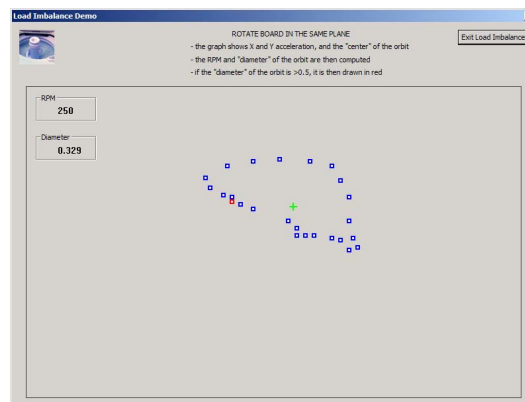 Load Imbalance Demo
ROTATE BOARD IN THE SAME PLANE
- the graph shows X and Y acceleration, and the "center" of the orbit
- the RPM and "diameter" of the orbit are then computed
- if the "diameter" of the orbit is >0.5, it is then drawn in red
Exit Load Imbalance
RPM
250
Diameter
0.329